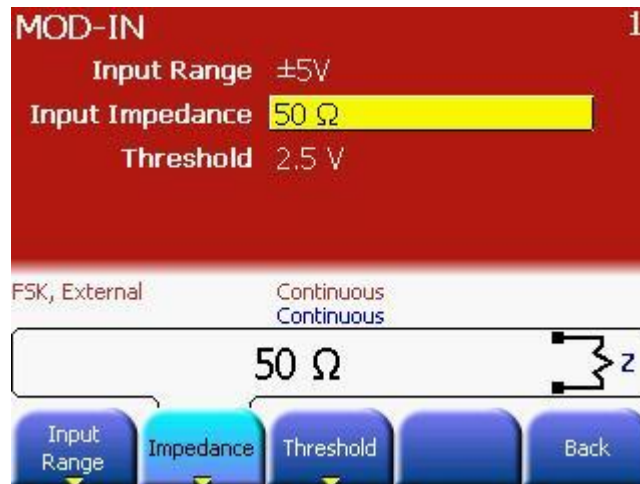 MOD-IN 1
Input Range ±5V
Input Impedance 50 Ω
Threshold 2.5 V
FSK, External Continuous
Continuous
50 Ω Z
Input Range Impedance Threshold Back